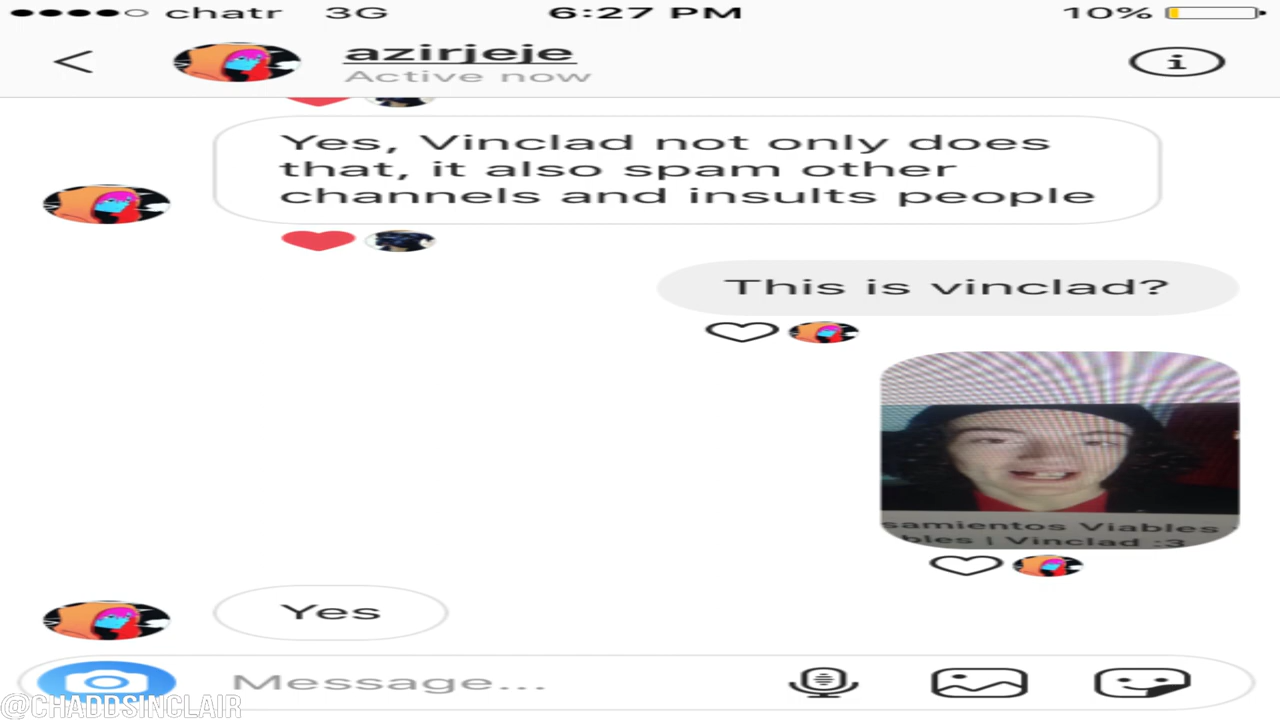 chatr 3G 6:27 PM 10%
azirjeje
Active now
Yes, Vinclad not only does
that, it also spam other
channels and insults people
This is vinclad?
samientos Viables
bles | Vinclad :3
Yes
Message...
@CHADDSINCLAIR